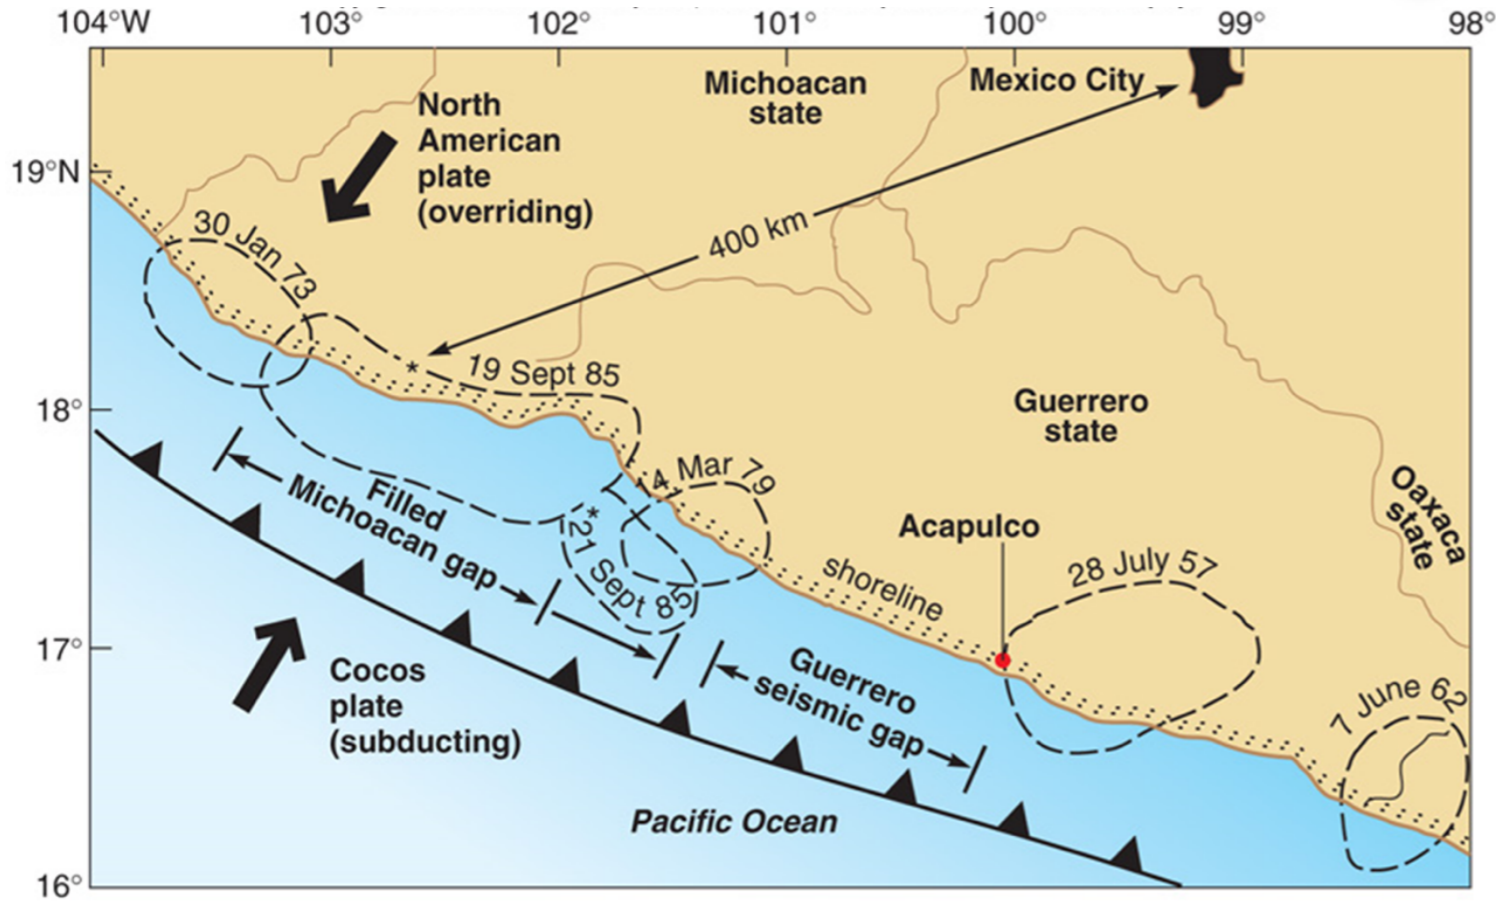 104°W 103° 102° 101° 100° 99° 98°
19°N
18°
17°
16°
Michoacan
state
Mexico City
North
American
plate
(overriding)
30 Jan 73
400 km
19 Sept 85
Guerrero
state
Oaxaca
state
14 Mar 79
Filled
Michoacan gap
*
*
21 Sept 85
Acapulco
shoreline
28 July 57
Guerrero
seismic gap
7 June 62
Cocos
plate
(subducting)
Pacific Ocean